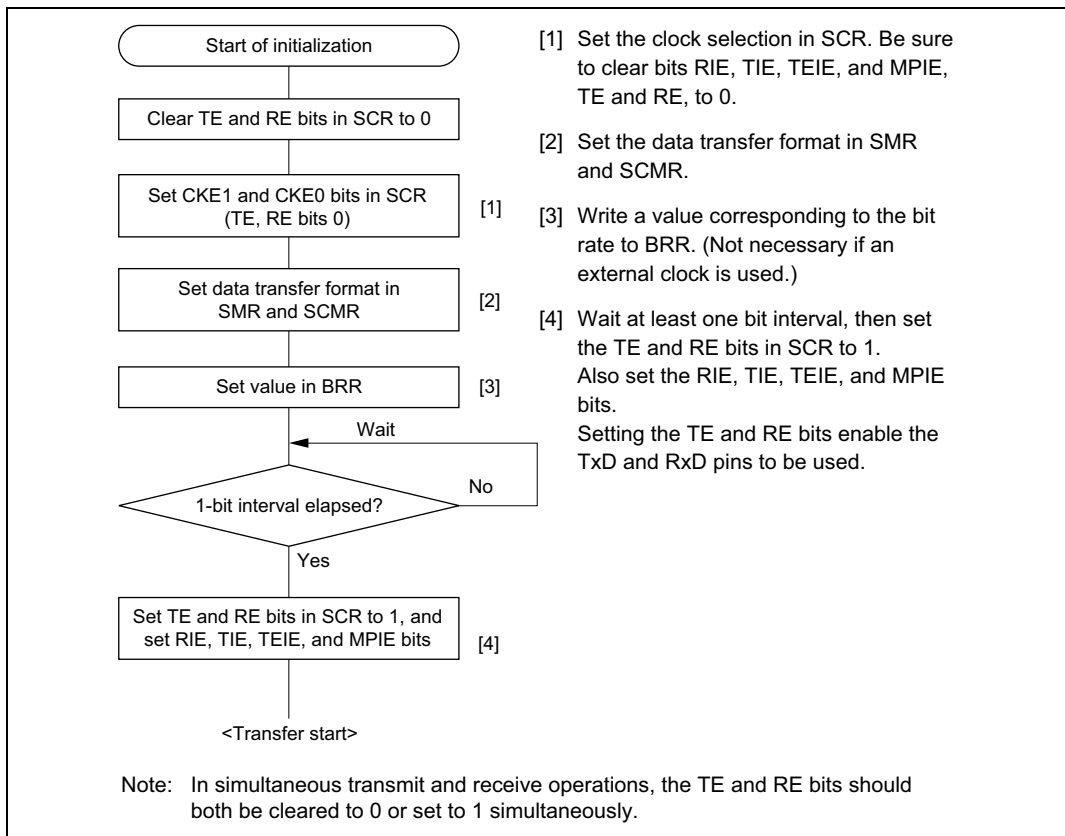 Start of initialization
Clear TE and RE bits in SCR to 0
Set CKE1 and CKE0 bits in SCR
(TE, RE bits 0)
[1]
Set data transfer format in
SMR and SCMR
[2]
Set value in BRR
[3]
Wait
No
1-bit interval elapsed?
Yes
Set TE and RE bits in SCR to 1, and
set RIE, TIE, TEIE, and MPIE bits
[4]
<Transfer start>
[1] Set the clock selection in SCR. Be sure
to clear bits RIE, TIE, TEIE, and MPIE,
TE and RE, to 0.
[2] Set the data transfer format in SMR
and SCMR.
[3] Write a value corresponding to the bit
rate to BRR. (Not necessary if an
external clock is used.)
[4] Wait at least one bit interval, then set
the TE and RE bits in SCR to 1.
Also set the RIE, TIE, TEIE, and MPIE
bits.
Setting the TE and RE bits enable the
TxD and RxD pins to be used.
Note: In simultaneous transmit and receive operations, the TE and RE bits should
both be cleared to 0 or set to 1 simultaneously.